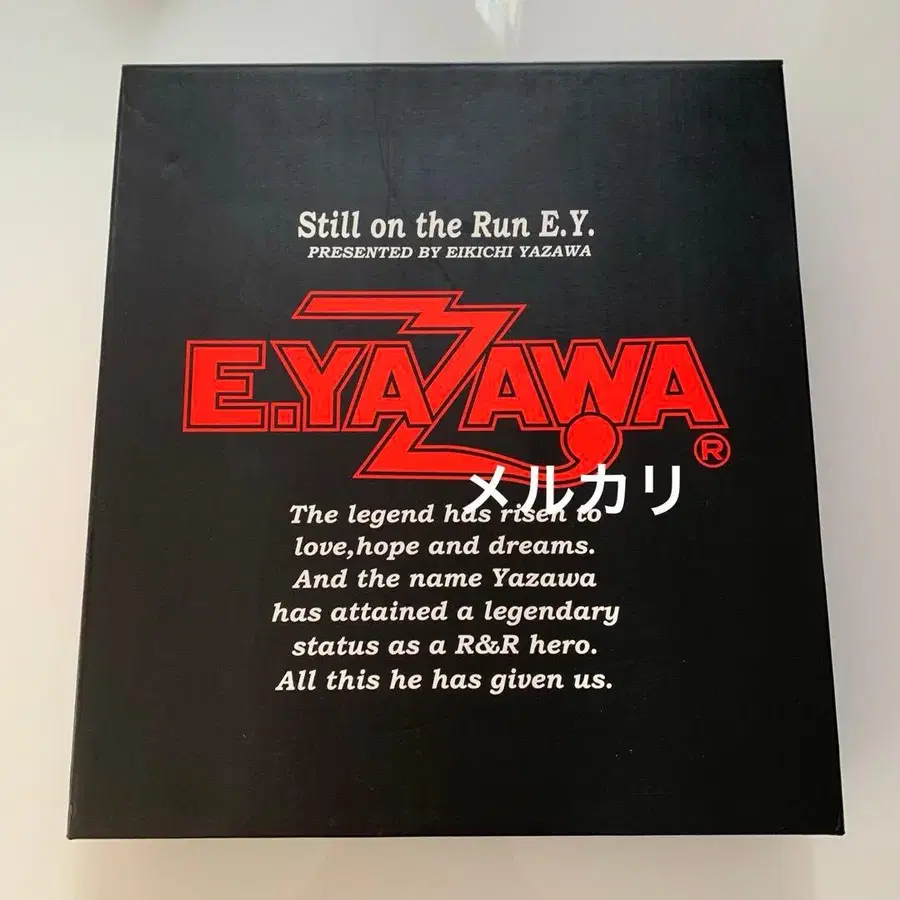 Still on the Run E.Y.
PRESENTED BY EIKICHI YAZAWA
E.YAZAWA
®
メルカリ
The legend has risen to
love,hope and dreams.
And the name Yazawa
has attained a legendary
status as a R&R hero.
All this he has given us.